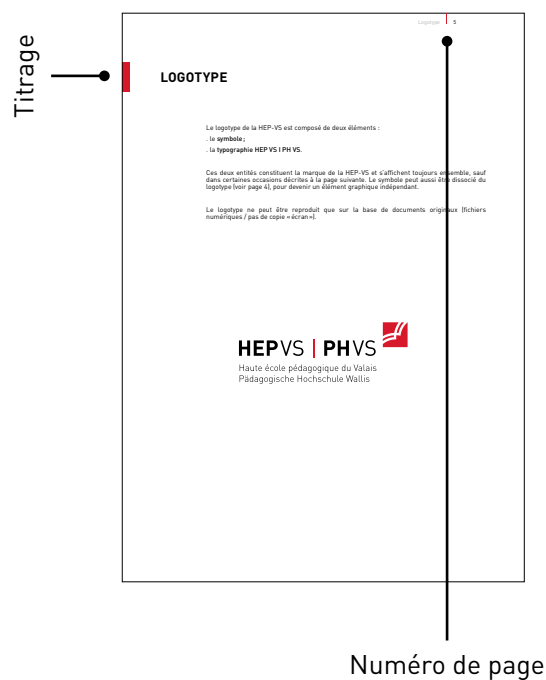 Logotype 5
Titrage
LOGOTYPE
Le logotype de la HEP-VS est composé de deux éléments :
. le symbole ;
. la typographie HEP VS I PH VS.
Ces deux entités constituent la marque de la HEP-VS et s'affichent toujours ensemble, sauf
dans certaines occasions décrites à la page suivante. Le symbole peut aussi être dissocié du
logotype (voir page 4), pour devenir un élément graphique indépendant.
Le logotype ne peut être reproduit que sur la base de documents originaux (fichiers
numériques / pas de copie « écran »).
HEPVS | PHVS
Haute école pédagogique du Valais
Pädagogische Hochschule Wallis
Numéro de page